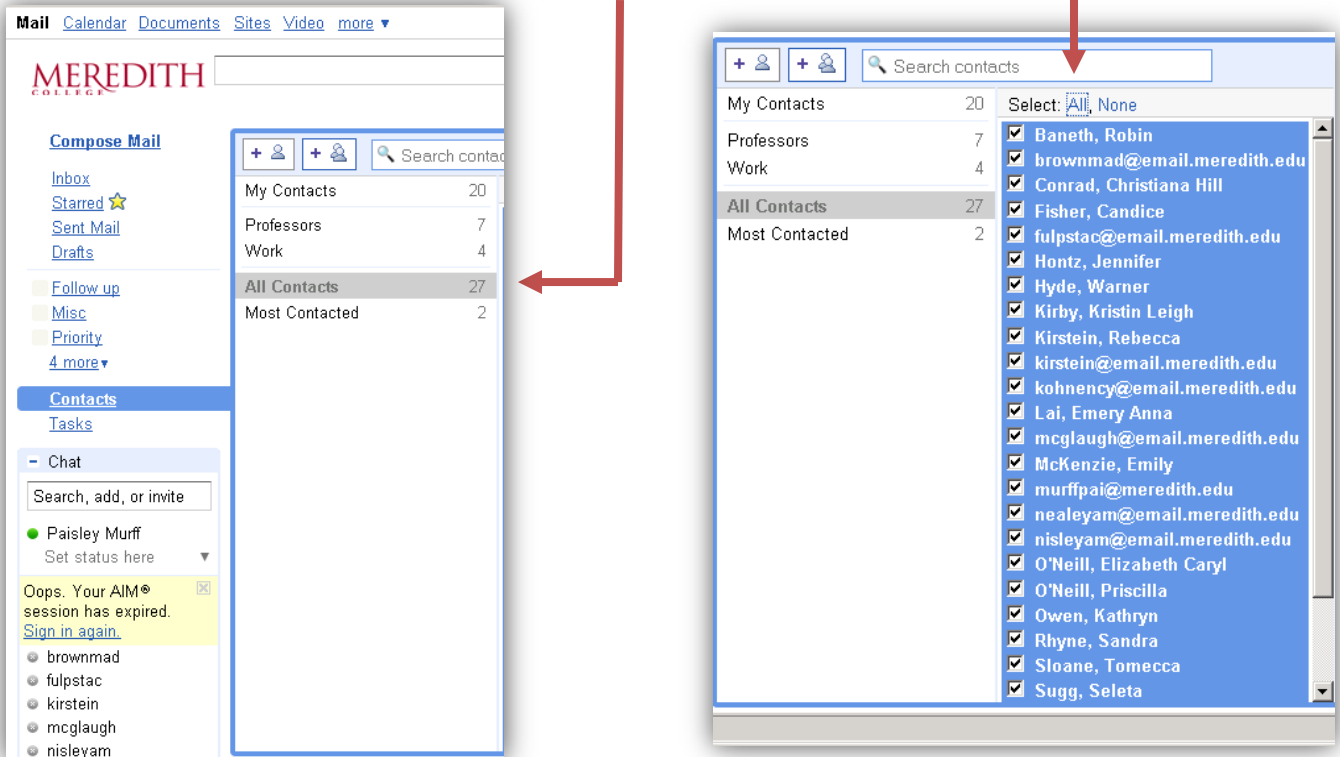 Mail Calendar Documents Sites Video more ▼
MEREDITH
COLLEGE
Compose Mail
Inbox
Starred
Sent Mail
Drafts
Follow up
Misc
Priority
4 more ▾
Contacts
Tasks
− Chat
Search, add, or invite
Paisley Murff
Set status here ▼
Oops. Your AIM®
session has expired.
Sign in again.
brownmad
fulpstac
kirstein
mcglaugh
nisleyam
+ + Search contac
My Contacts 20
Professors 7
Work 4
All Contacts 27
Most Contacted 2
+ + Search contacts
My Contacts 20
Professors 7
Work 4
All Contacts 27
Most Contacted 2
Select: All, None
Baneth, Robin
brownmad@email.meredith.edu
Conrad, Christiana Hill
Fisher, Candice
fulpstac@email.meredith.edu
Hontz, Jennifer
Hyde, Warner
Kirby, Kristin Leigh
Kirstein, Rebecca
kirstein@email.meredith.edu
kohnency@email.meredith.edu
Lai, Emery Anna
mcglaugh@email.meredith.edu
McKenzie, Emily
murffpai@meredith.edu
nealeyam@email.meredith.edu
nisleyam@email.meredith.edu
O'Neill, Elizabeth Caryl
O'Neill, Priscilla
Owen, Kathryn
Rhyne, Sandra
Sloane, Tomecca
Sugg, Seleta